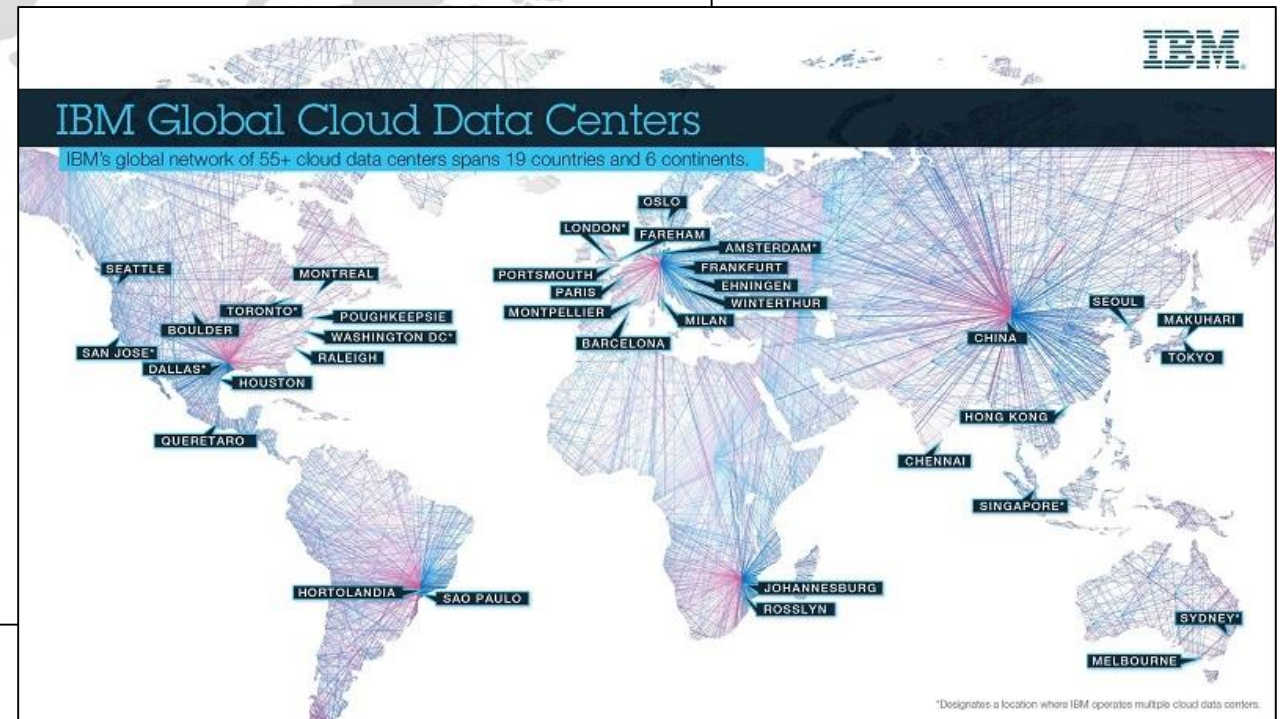 IBM
IBM Global Cloud Data Centers
IBM's global network of 55+ cloud data centers spans 19 countries and 6 continents.
OSLO
LONDON*
FAREHAM
AMSTERDAM*
PORTSMOUTH
FRANKFURT
PARIS
EHNINGEN
WINTERTHUR
MONTPELLIER
MILAN
BARCELONA
SEATTLE
MONTREAL
TORONTO*
POUGHKEEPSIE
BOULDER
WASHINGTON DC*
SAN JOSE*
RALEIGH
DALLAS*
HOUSTON
QUERETARO
SEOUL
MAKUHARI
CHINA
TOKYO
HONG KONG
CHENNAI
SINGAPORE*
HORTOLANDIA
SAO PAULO
JOHANNESBURG
ROSSLYN
SYDNEY*
MELBOURNE
*Designates a location where IBM operates multiple cloud data centers.